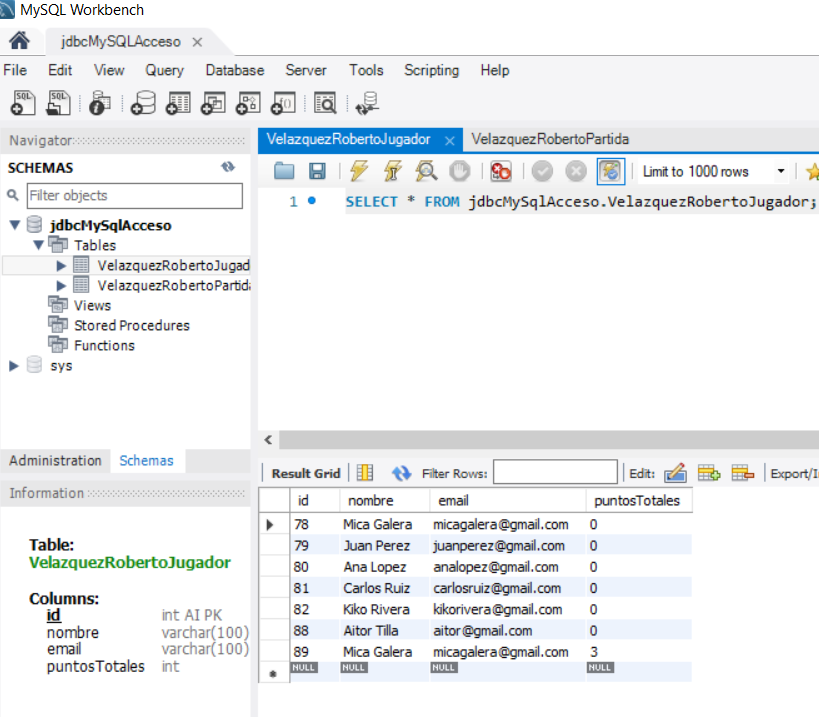 MySQL Workbench
jdbcMySQLAcceso
File Edit View Query Database Server Tools Scripting Help
Navigator
VelazquezRobertoJugador VelazquezRobertoPartida
SCHEMAS
Limit to 1000 rows
Filter objects
1 SELECT * FROM jdbcMySqlAcceso.VelazquezRobertoJugador;
jdbcMySqlAcceso
Tables
VelazquezRobertoJugad
VelazquezRobertoPartida
Views
Stored Procedures
Functions
sys
Administration Schemas
Result Grid Filter Rows: Edit: Export/I
Information
id nombre email puntosTotales
78 Mica Galera micagalera@gmail.com 0
79 Juan Perez juanperez@gmail.com 0
80 Ana Lopez analopez@gmail.com 0
81 Carlos Ruiz carlosruiz@gmail.com 0
82 Kiko Rivera kikorivera@gmail.com 0
88 Aitor Tilla aitor@gmail.com 0
89 Mica Galera micagalera@gmail.com 3
NULL NULL NULL NULL
Table:
VelazquezRobertoJugador
Columns:
id int AI PK
nombre varchar(100)
email varchar(100)
puntosTotales int